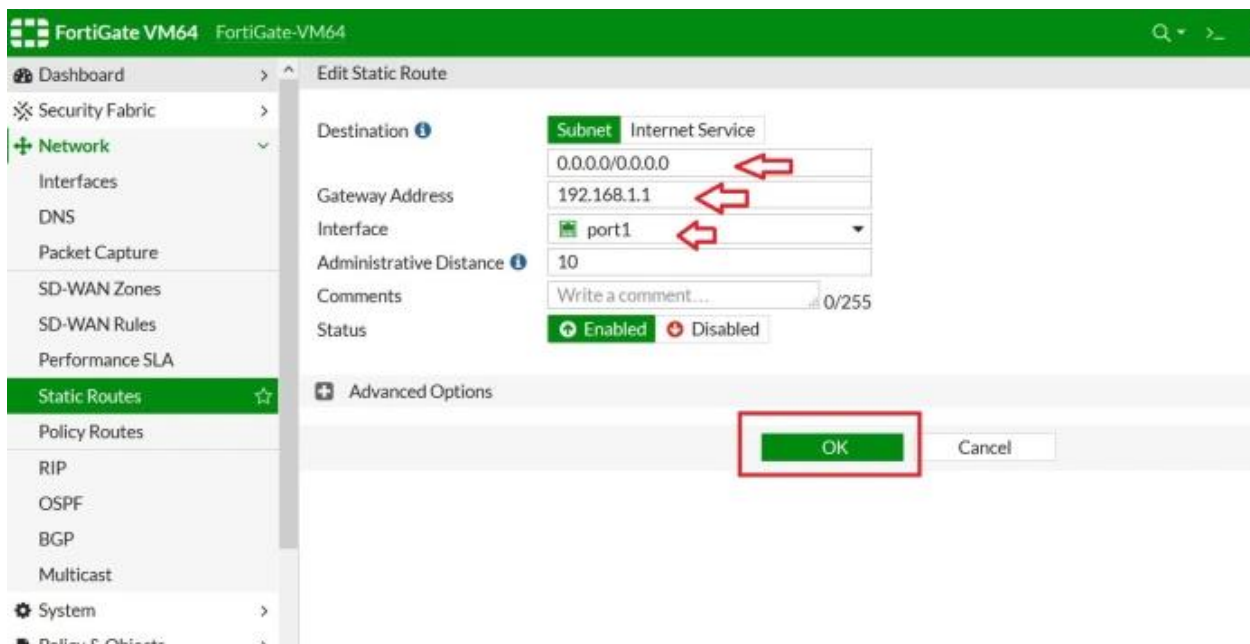 FortiGate VM64 FortiGate-VM64
Dashboard
Security Fabric
Network
Interfaces
DNS
Packet Capture
SD-WAN Zones
SD-WAN Rules
Performance SLA
Static Routes
Policy Routes
RIP
OSPF
BGP
Multicast
System
Policy & Objects
Edit Static Route
Destination Subnet Internet Service
0.0.0.0/0.0.0.0
Gateway Address 192.168.1.1
Interface port1
Administrative Distance 10
Comments Write a comment... 0/255
Status Enabled Disabled
Advanced Options
OK Cancel